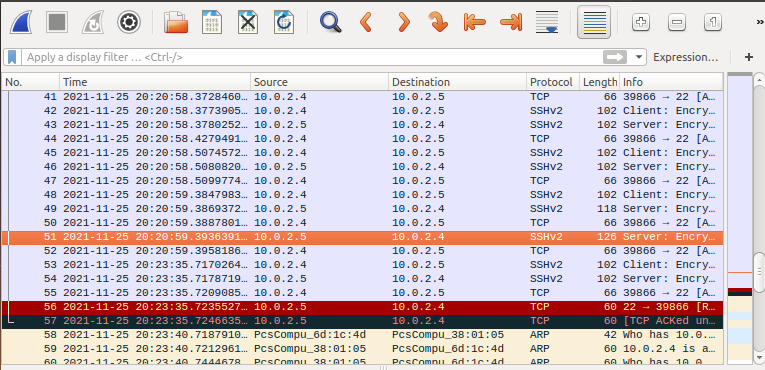 Apply a display filter … <Ctrl-/> Expression… +
No. Time Source Destination Protocol Length Info
41 2021-11-25 20:20:58.3728460… 10.0.2.4 10.0.2.5 TCP 66 39866 → 22 [A…
42 2021-11-25 20:20:58.3773905… 10.0.2.4 10.0.2.5 SSHv2 102 Client: Encry…
43 2021-11-25 20:20:58.3780252… 10.0.2.5 10.0.2.4 SSHv2 102 Server: Encry…
44 2021-11-25 20:20:58.4279491… 10.0.2.4 10.0.2.5 TCP 66 39866 → 22 [A…
45 2021-11-25 20:20:58.5074572… 10.0.2.4 10.0.2.5 SSHv2 102 Client: Encry…
46 2021-11-25 20:20:58.5080820… 10.0.2.5 10.0.2.4 SSHv2 102 Server: Encry…
47 2021-11-25 20:20:58.5099774… 10.0.2.4 10.0.2.5 TCP 66 39866 → 22 [A…
48 2021-11-25 20:20:59.3847983… 10.0.2.4 10.0.2.5 SSHv2 102 Client: Encry…
49 2021-11-25 20:20:59.3869372… 10.0.2.5 10.0.2.4 SSHv2 118 Server: Encry…
50 2021-11-25 20:20:59.3887801… 10.0.2.4 10.0.2.5 TCP 66 39866 → 22 [A…
51 2021-11-25 20:20:59.3936391… 10.0.2.5 10.0.2.4 SSHv2 126 Server: Encry…
52 2021-11-25 20:20:59.3958186… 10.0.2.4 10.0.2.5 TCP 66 39866 → 22 [A…
53 2021-11-25 20:23:35.7170264… 10.0.2.4 10.0.2.5 SSHv2 102 Client: Encry…
54 2021-11-25 20:23:35.7178719… 10.0.2.5 10.0.2.4 SSHv2 102 Server: Encry…
55 2021-11-25 20:23:35.7209085… 10.0.2.4 10.0.2.5 TCP 66 39866 → 22 [A…
56 2021-11-25 20:23:35.7235527… 10.0.2.5 10.0.2.4 TCP 60 22 → 39866 [R…
57 2021-11-25 20:23:35.7246635… 10.0.2.5 10.0.2.4 TCP 60 [TCP ACKed un…
58 2021-11-25 20:23:40.7187910… PcsCompu_6d:1c:4d PcsCompu_38:01:05 ARP 42 Who has 10.0.…
59 2021-11-25 20:23:40.7212961… PcsCompu_38:01:05 PcsCompu_6d:1c:4d ARP 60 10.0.2.4 is a…
60 2021-11-25 20:23:40.7444678… PcsCompu_38:01:05 PcsCompu_6d:1c:4d ARP 60 Who has 10.0.…